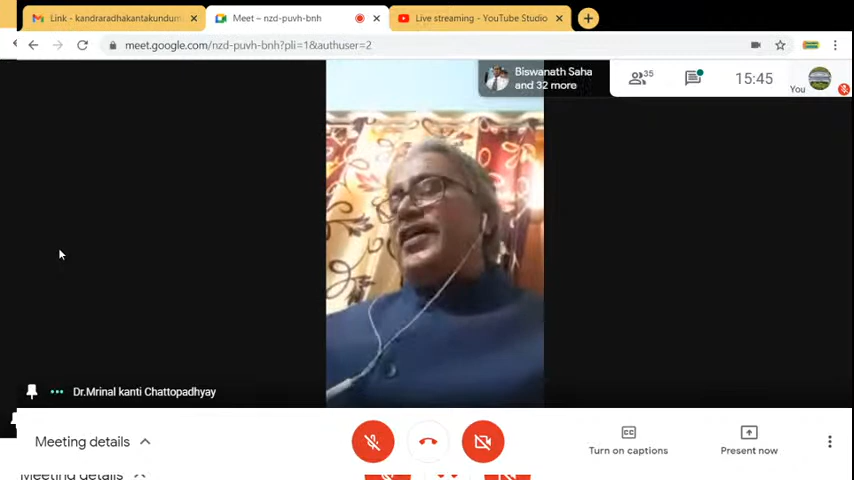 Link - kandraradhakantakundum
Meet – nzd-puvh-bnh
Live streaming - YouTube Studio
meet.google.com/nzd-puvh-bnh?pli=1&authuser=2
Biswanath Saha
and 32 more
35
15:45
You
Dr.Mrinal kanti Chattopadhyay
Meeting details
Turn on captions
Present now
Meeting details